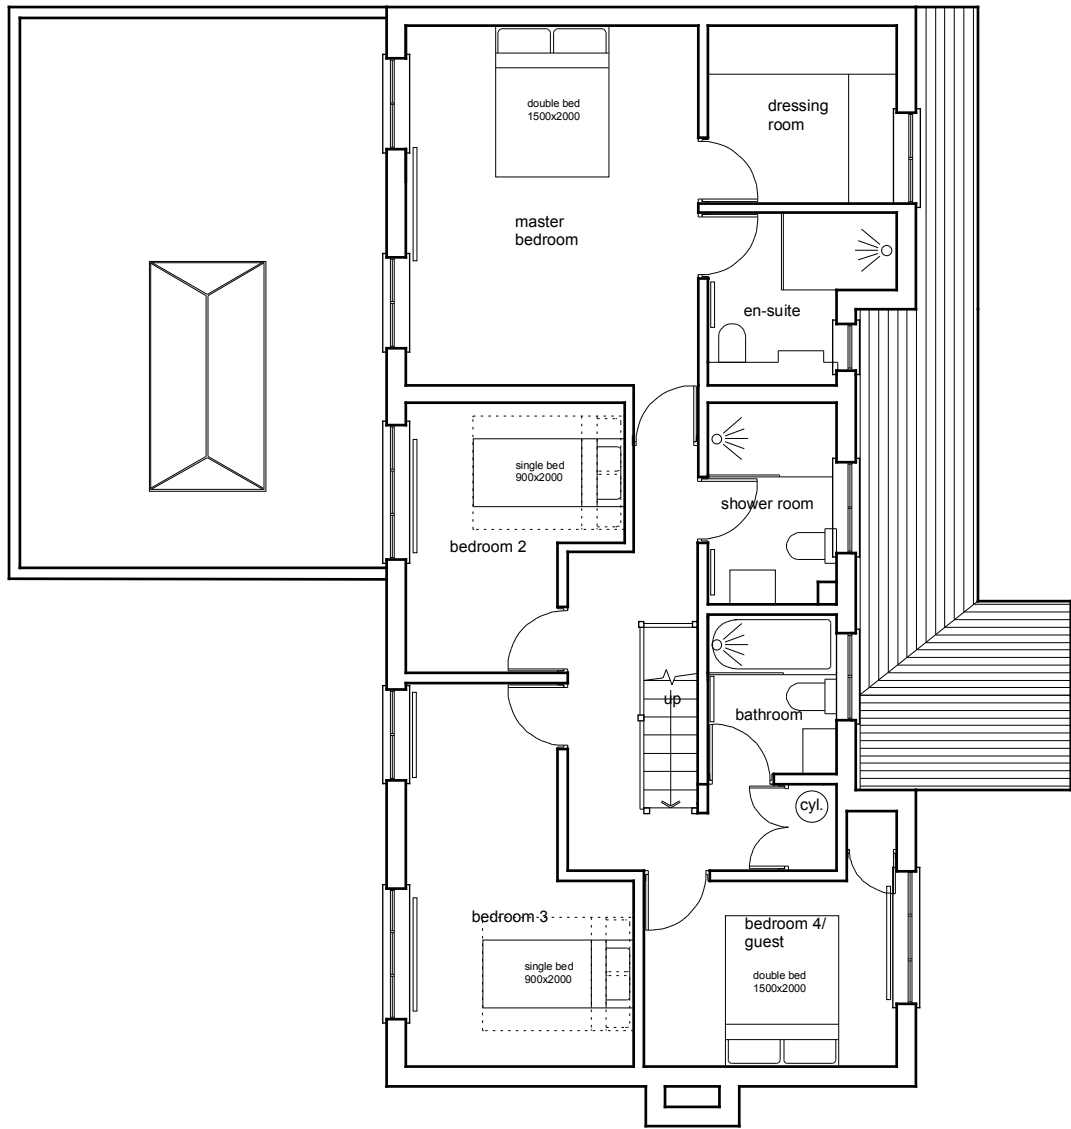 double bed
1500x2000
dressing
room
master
bedroom
en-suite
single bed
900x2000
shower room
bedroom 2
up
bathroom
cyl.
bedroom 3
bedroom 4/
guest
single bed
900x2000
double bed
1500x2000